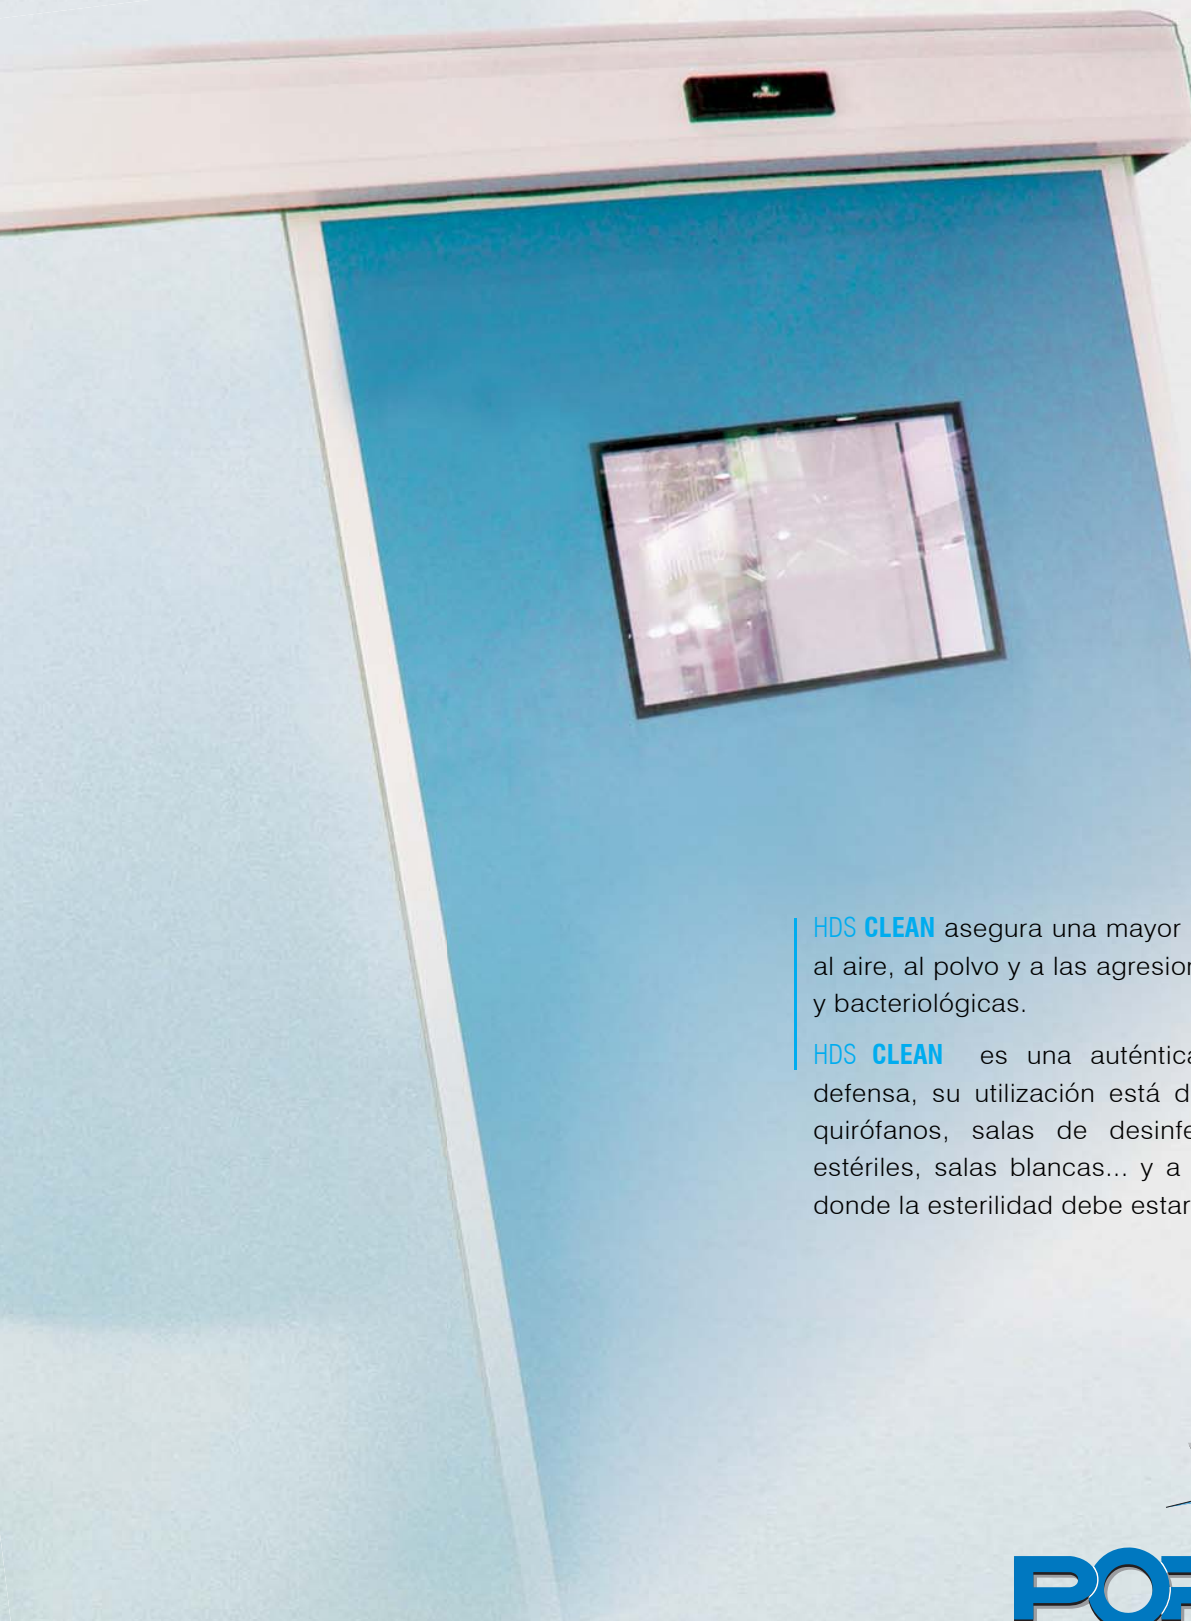 HDS CLEAN asegura una mayor
al aire, al polvo y a las agresion
y bacteriológicas.
HDS CLEAN es una auténtica
defensa, su utilización está d
quirófanos, salas de desinfe
estériles, salas blancas... y a
donde la esterilidad debe estar
POR